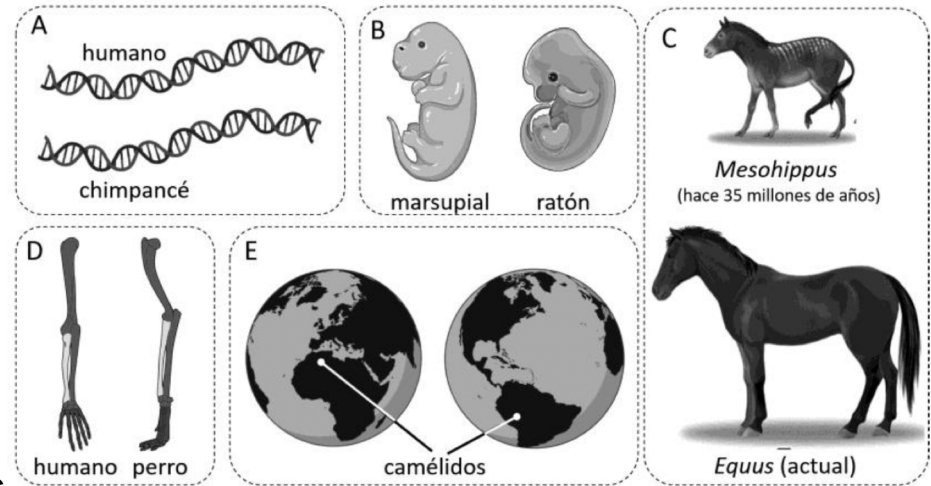 A
humano
chimpancé
B
marsupial
ratón
C
Mesohippus
(hace 35 millones de años)
Equus (actual)
D
humano
perro
E
camélidos